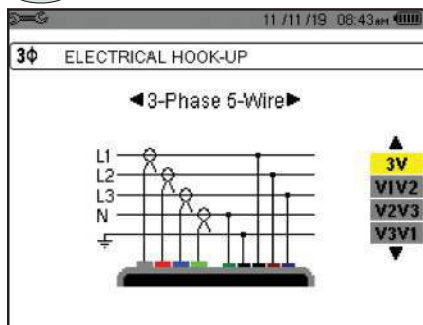 11/11/19 08:43AM
3Φ ELECTRICAL HOOK-UP
◄3-Phase 5-Wire►
L1
L2
L3
N
3V
V1V2
V2V3
V3V1